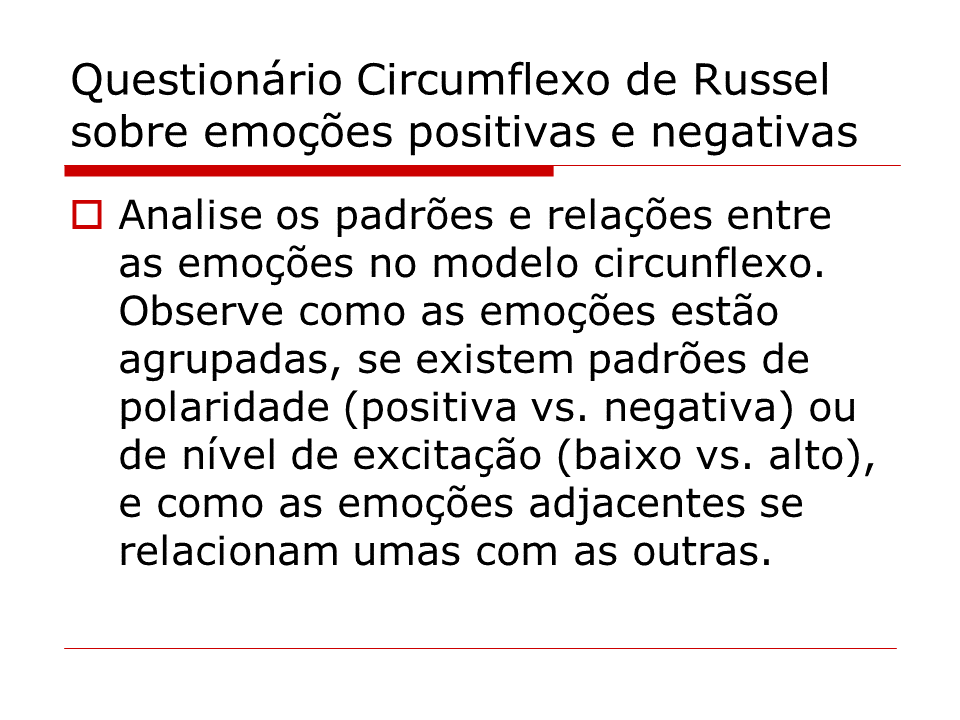 Questionário Circumflexo de Russel
sobre emoções positivas e negativas
Analise os padrões e relações entre
as emoções no modelo circunflexo.
Observe como as emoções estão
agrupadas, se existem padrões de
polaridade (positiva vs. negativa) ou
de nível de excitação (baixo vs. alto),
e como as emoções adjacentes se
relacionam umas com as outras.